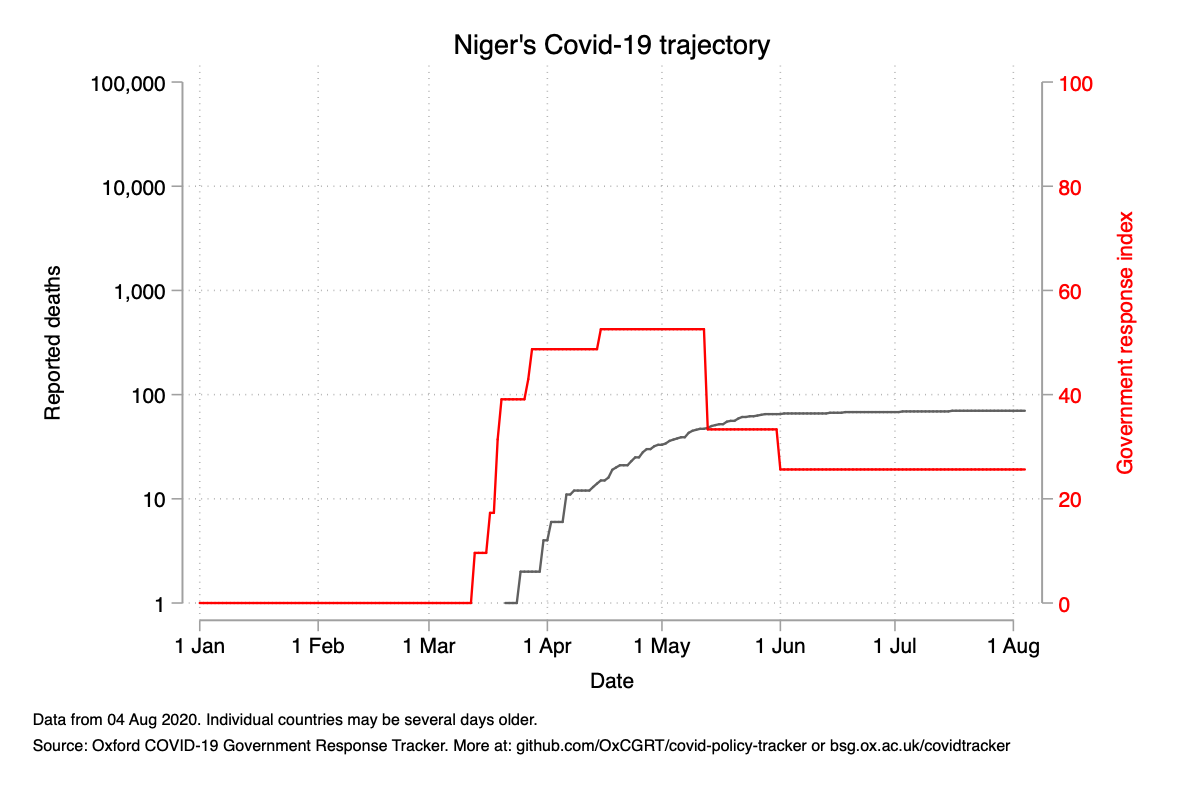 Niger's Covid-19 trajectory
100,000
10,000
1,000
100
10
1
Reported deaths
100
80
60
40
20
0
Government response index
1 Jan
1 Feb
1 Mar
1 Apr
1 May
1 Jun
1 Jul
1 Aug
Date
Data from 04 Aug 2020. Individual countries may be several days older.
Source: Oxford COVID-19 Government Response Tracker. More at: github.com/OxCGRT/covid-policy-tracker or bsg.ox.ac.uk/covidtracker